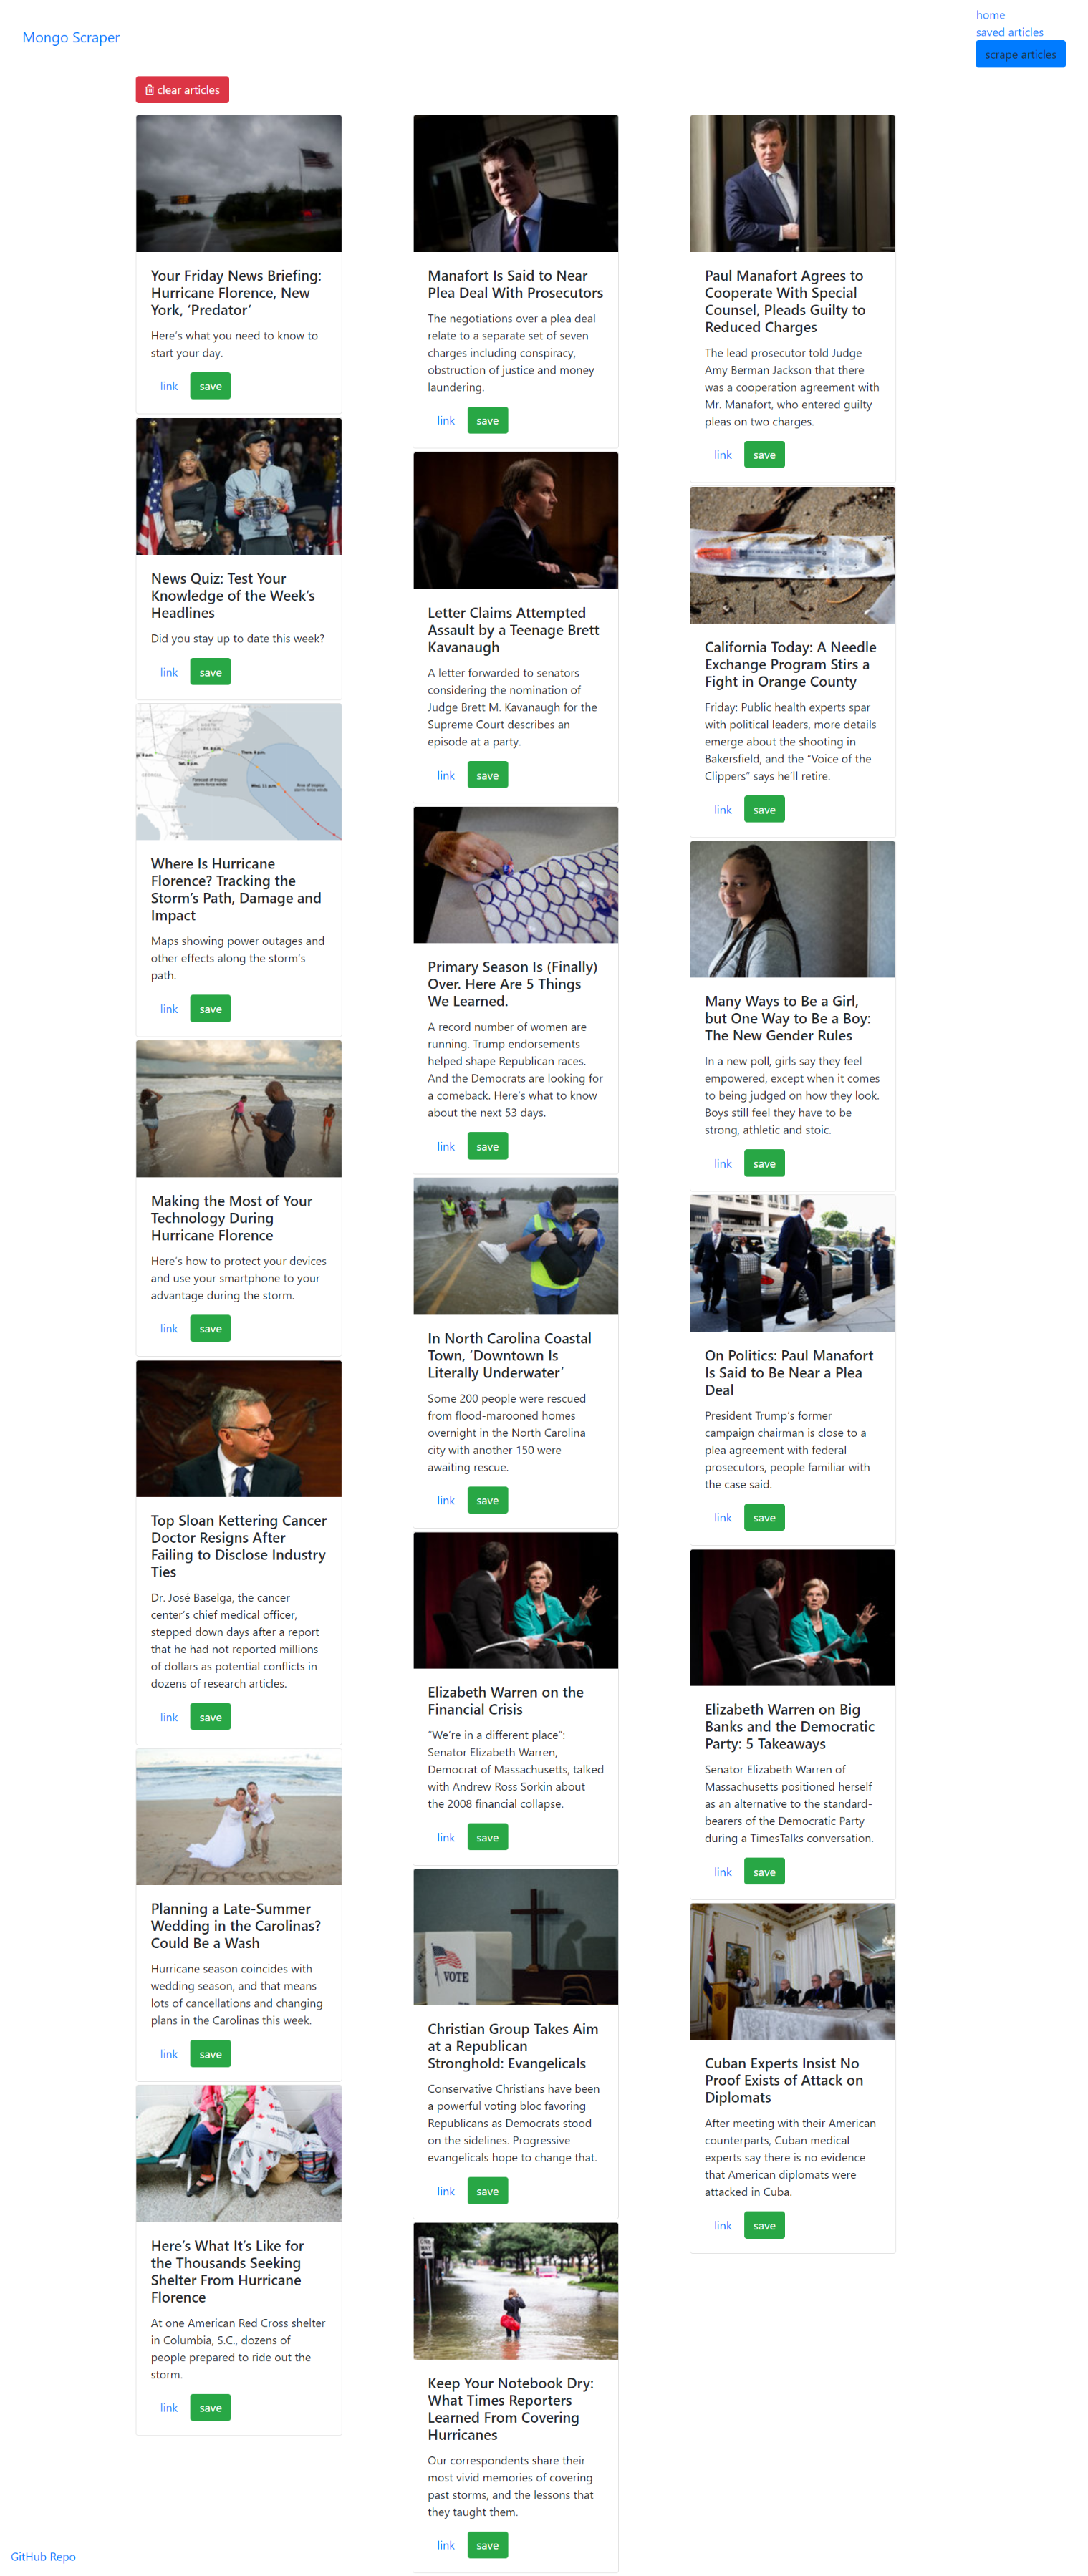 Mongo Scraper
home
saved articles
scrape articles
clear articles
Your Friday News Briefing:
Hurricane Florence, New
York, ‘Predator’
Here’s what you need to know to
start your day.
link save
News Quiz: Test Your
Knowledge of the Week’s
Headlines
Did you stay up to date this week?
link save
Where Is Hurricane
Florence? Tracking the
Storm’s Path, Damage and
Impact
Maps showing power outages and
other effects along the storm’s
path.
link save
Making the Most of Your
Technology During
Hurricane Florence
Here’s how to protect your devices
and use your smartphone to your
advantage during the storm.
link save
Top Sloan Kettering Cancer
Doctor Resigns After
Failing to Disclose Industry
Ties
Dr. José Baselga, the cancer
center’s chief medical officer,
stepped down days after a report
that he had not reported millions
of dollars as potential conflicts in
dozens of research articles.
link save
Florence
Planning a Late-Summer
Wedding in the Carolinas?
Could Be a Wash
Hurricane season coincides with
wedding season, and that means
lots of cancellations and changing
plans in the Carolinas this week.
link save
Here’s What It’s Like for
the Thousands Seeking
Shelter From Hurricane
Florence
At one American Red Cross shelter
in Columbia, S.C., dozens of
people prepared to ride out the
storm.
link save
Manafort Is Said to Near
Plea Deal With Prosecutors
The negotiations over a plea deal
relate to a separate set of seven
charges including conspiracy,
obstruction of justice and money
laundering.
link save
Letter Claims Attempted
Assault by a Teenage Brett
Kavanaugh
A letter forwarded to senators
considering the nomination of
Judge Brett M. Kavanaugh for the
Supreme Court describes an
episode at a party.
link save
Primary Season Is (Finally)
Over. Here Are 5 Things
We Learned.
A record number of women are
running. Trump endorsements
helped shape Republican races.
And the Democrats are looking for
a comeback. Here’s what to know
about the next 53 days.
link save
In North Carolina Coastal
Town, ‘Downtown Is
Literally Underwater’
Some 200 people were rescued
from flood-marooned homes
overnight in the North Carolina
city with another 150 were
awaiting rescue.
link save
Elizabeth Warren on the
Financial Crisis
“We’re in a different place”:
Senator Elizabeth Warren,
Democrat of Massachusetts, talked
with Andrew Ross Sorkin about
the 2008 financial collapse.
link save
VOTE
Christian Group Takes Aim
at a Republican
Stronghold: Evangelicals
Conservative Christians have been
a powerful voting bloc favoring
Republicans as Democrats stood
on the sidelines. Progressive
evangelicals hope to change that.
link save
Keep Your Notebook Dry:
What Times Reporters
Learned From Covering
Hurricanes
Our correspondents share their
most vivid memories of covering
past storms, and the lessons that
they taught them.
link save
Paul Manafort Agrees to
Cooperate With Special
Counsel, Pleads Guilty to
Reduced Charges
The lead prosecutor told Judge
Amy Berman Jackson that there
was a cooperation agreement with
Mr. Manafort, who entered guilty
pleas on two charges.
link save
California Today: A Needle
Exchange Program Stirs a
Fight in Orange County
Friday: Public health experts spar
with political leaders, more details
emerge about the shooting in
Bakersfield, and the “Voice of the
Clippers” says he’ll retire.
link save
Many Ways to Be a Girl,
but One Way to Be a Boy:
The New Gender Rules
In a new poll, girls say they feel
empowered, except when it comes
to being judged on how they look.
Boys still feel they have to be
strong, athletic and stoic.
link save
On Politics: Paul Manafort
Is Said to Be Near a Plea
Deal
President Trump’s former
campaign chairman is close to a
plea agreement with federal
prosecutors, people familiar with
the case said.
link save
Elizabeth Warren on Big
Banks and the Democratic
Party: 5 Takeaways
Senator Elizabeth Warren of
Massachusetts positioned herself
as an alternative to the standard-
bearers of the Democratic Party
during a TimesTalks conversation.
link save
Cuban Experts Insist No
Proof Exists of Attack on
Diplomats
After meeting with their American
counterparts, Cuban medical
experts say there is no evidence
that American diplomats were
attacked in Cuba.
link save
GitHub Repo